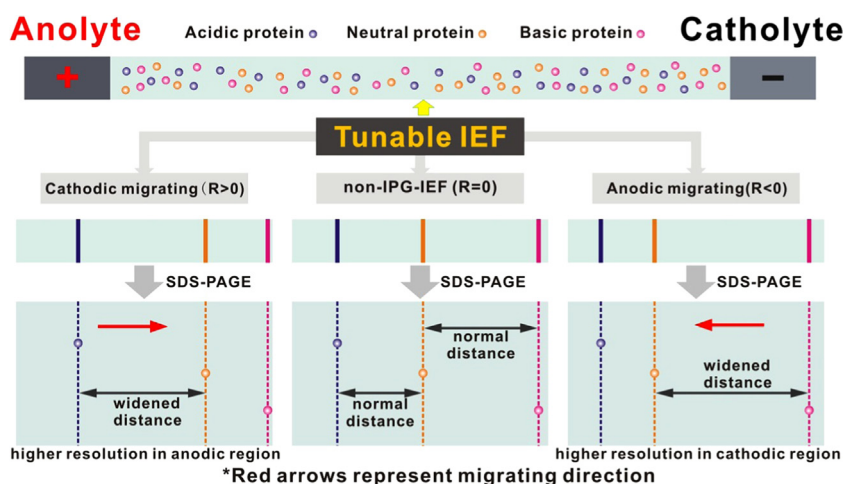 Anolyte Acidic protein Neutral protein Basic protein Catholyte
+ −
Tunable IEF
Cathodic migrating (R>0) non-IPG-IEF (R=0) Anodic migrating(R<0)
SDS-PAGE SDS-PAGE SDS-PAGE
widened
distance
higher resolution in anodic region
normal
distance
normal
distance
widened
distance
higher resolution in cathodic region
*Red arrows represent migrating direction